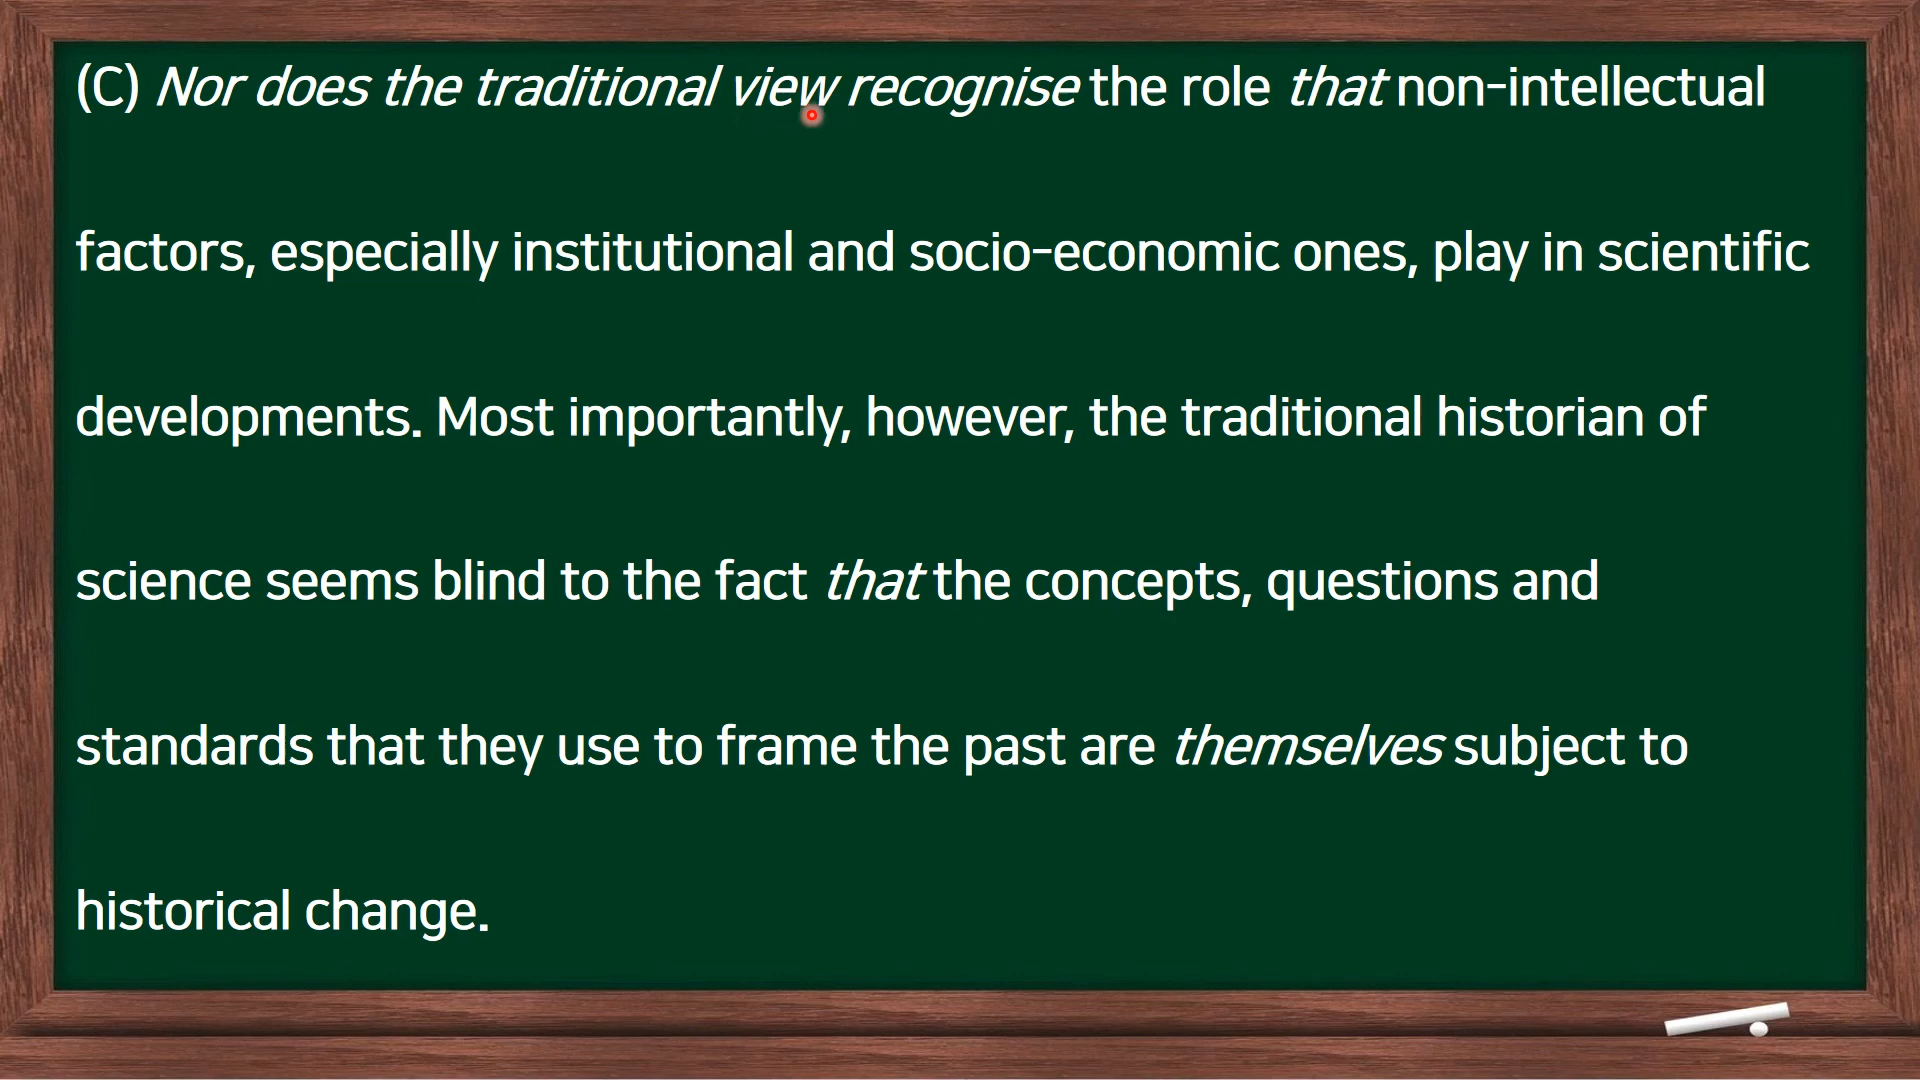 (C) Nor does the traditional view recognise the role that non-intellectual
factors, especially institutional and socio-economic ones, play in scientific
developments. Most importantly, however, the traditional historian of
science seems blind to the fact that the concepts, questions and
standards that they use to frame the past are themselves subject to
historical change.